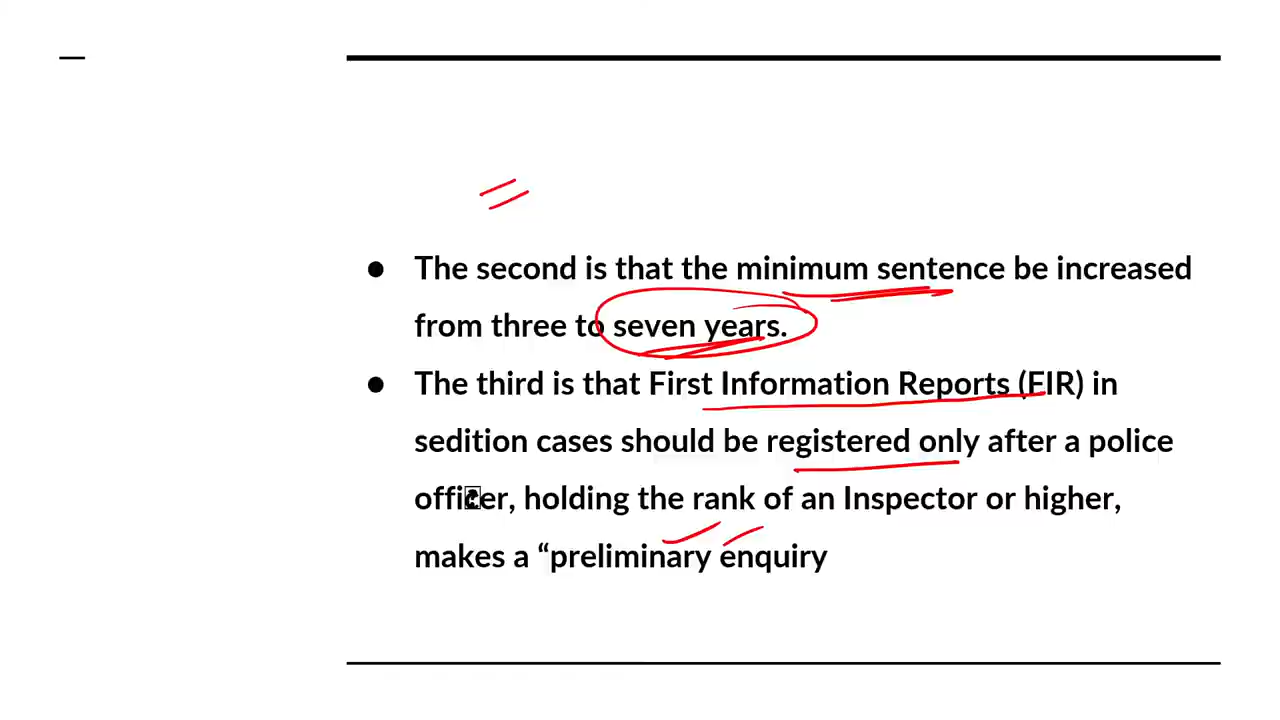 ● The second is that the minimum sentence be increased
from three to seven years.
● The third is that First Information Reports (FIR) in
sedition cases should be registered only after a police
officer, holding the rank of an Inspector or higher,
makes a “preliminary enquiry